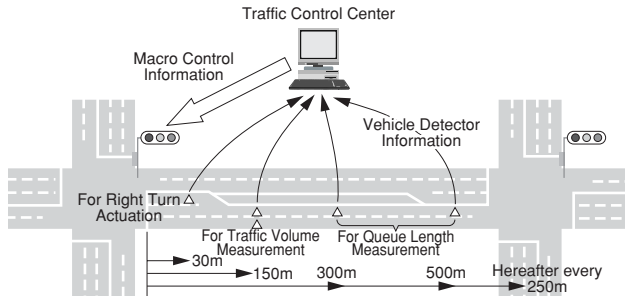 Traffic Control Center
Macro Control
Information
Vehicle Detector
Information
For Right Turn
Actuation
For Traffic Volume
Measurement
For Queue Length
Measurement
30m
150m
300m
500m
Hereafter every
250m